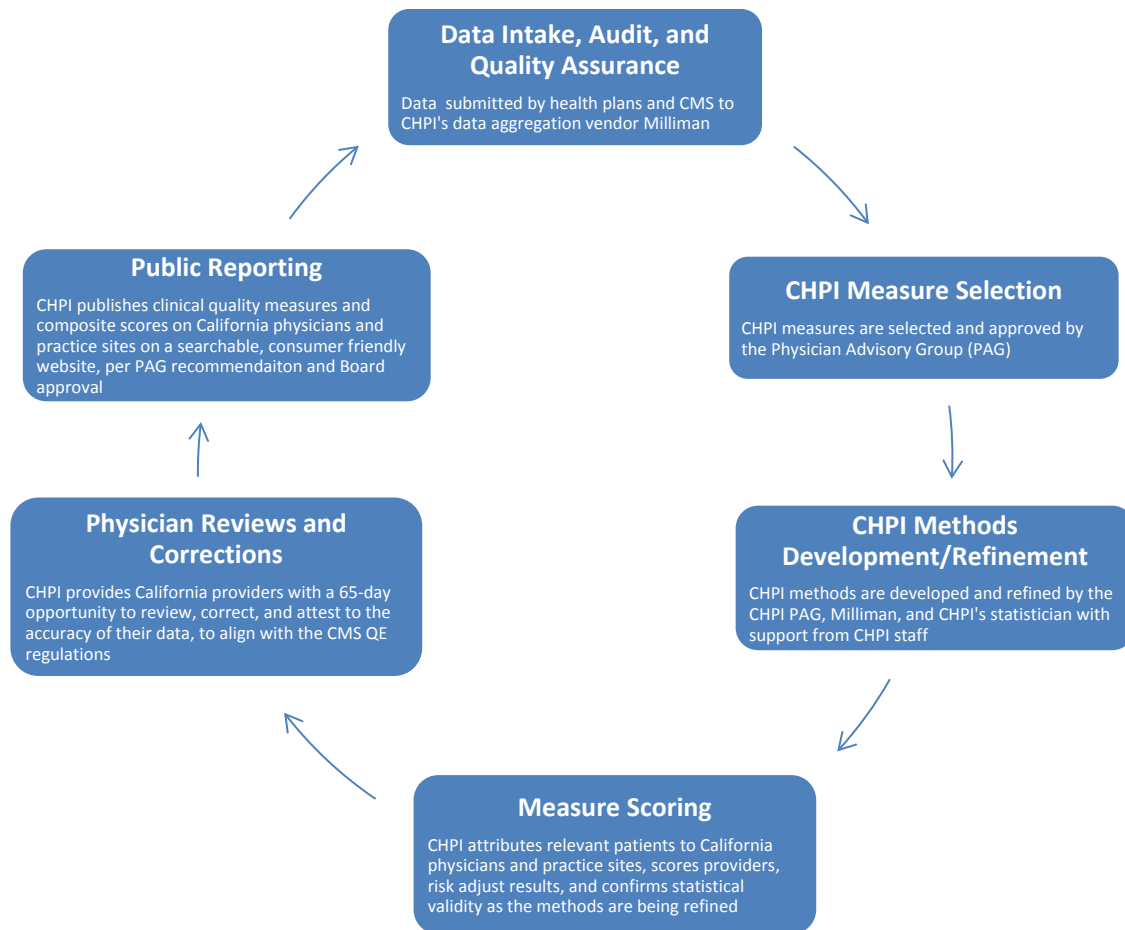 Data Intake, Audit, and
Quality Assurance
Data  submitted by health plans and CMS to
CHPI's data aggregation vendor Milliman
CHPI Measure Selection
CHPI measures are selected and approved by
the Physician Advisory Group (PAG)
CHPI Methods
Development/Refinement
CHPI methods are developed and refined by the
CHPI PAG, Milliman, and CHPI's statistician with
support from CHPI staff
Measure Scoring
CHPI attributes relevant patients to California
physicians and practice sites, scores providers,
risk adjust results, and confirms statistical
validity as the methods are being refined
Physician Reviews and
Corrections
CHPI provides California providers with a 65-day
opportunity to review, correct, and attest to the
accuracy of their data, to align with the CMS QE
regulations
Public Reporting
CHPI publishes clinical quality measures and
composite scores on California physicians and
practice sites on a searchable, consumer friendly
website, per PAG recommendaiton and Board
approval